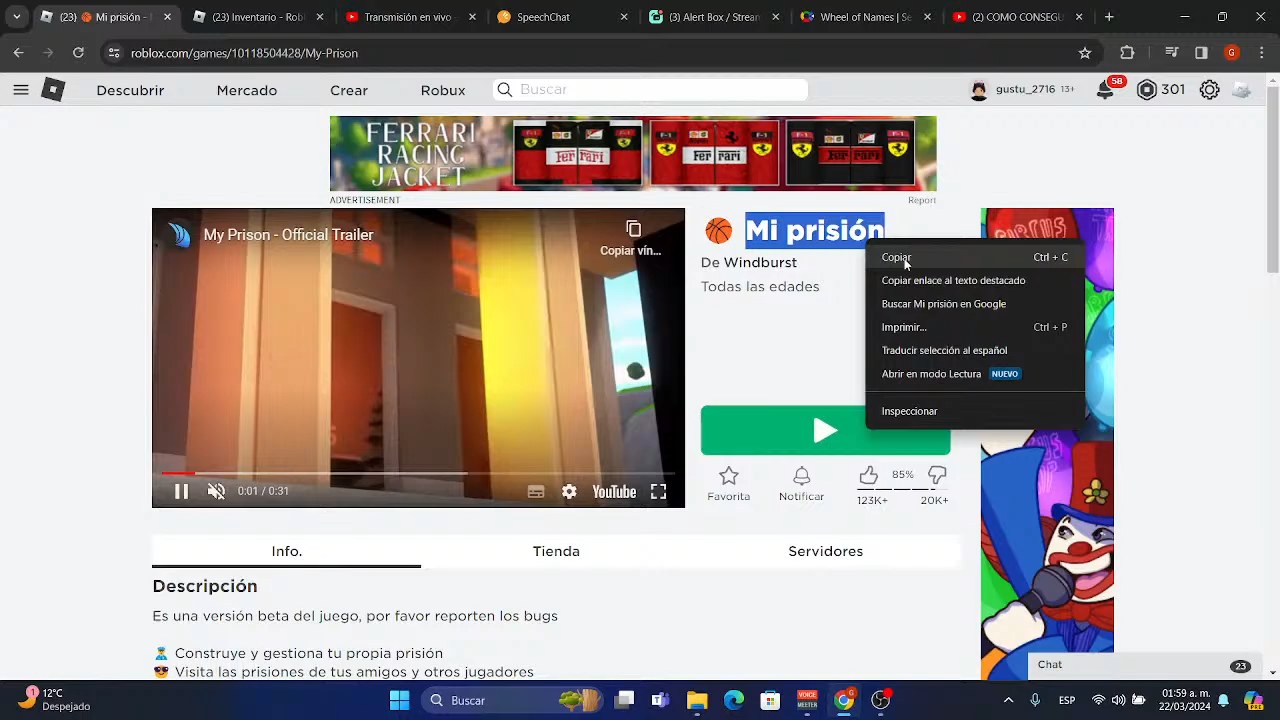 (3) 🏀 Mi prisión -
(23) Inventario - Robl
Transmisión en vivo
SpeechChat
(3) Alert Box / Stream
Wheel of Names | Se
(2) COMO CONSEGU
roblox.com/games/10118504428/My-Prison
G
Descubrir
Mercado
Crear
Robux
Buscar
gustu_2716 13+
58
301
FERRARI
RACING
JACKET
ADVERTISEMENT
Report
My Prison - Official Trailer
Copiar vín...
0:01 / 0:31
YouTube
🏀 Mi prisión
De Windburst
Todas las edades
Copiar Ctrl + C
Copiar enlace al texto destacado
Buscar Mi prisión en Google
Imprimir... Ctrl + P
Traducir selección al español
Abrir en modo Lectura NUEVO
Inspeccionar
Favorita
Notificar
85%
123K+
20K+
Info.
Tienda
Servidores
Descripción
Es una versión beta del juego, por favor reporten los bugs
Construye y gestiona tu propia prisión
Visita las prisiones de tus amigos y otros jugadores
Chat
23
1
12°C
Despejado
Buscar
VOICE
MEETER
ESP
01:59 a. m.
22/03/2024